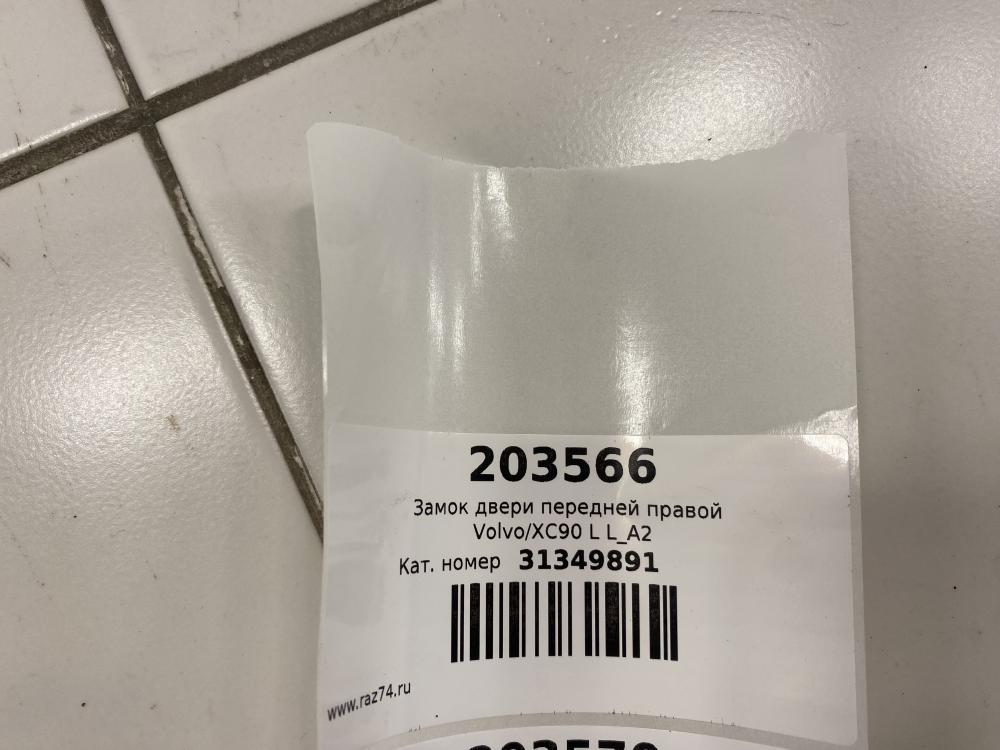 203566
Замок двери передней правой
Volvo/XC90 L L_A2
Кат. номер 31349891
www.raz74.ru